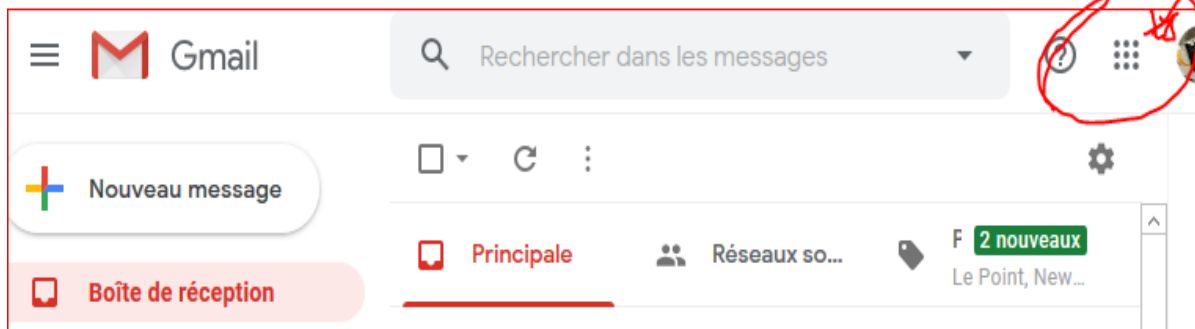 Gmail
Rechercher dans les messages
Nouveau message
Principale
Réseaux so...
F 2 nouveaux
Le Point, New...
Boîte de réception